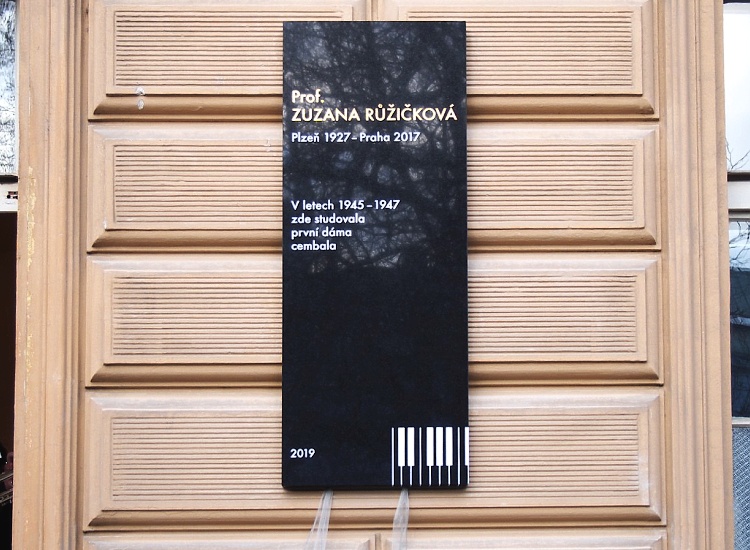 Prof.
ZUZANA RŮŽIČKOVÁ
Plzeň 1927 – Praha 2017
V letech 1945 – 1947
zde studovala
první dáma
cembala
2019